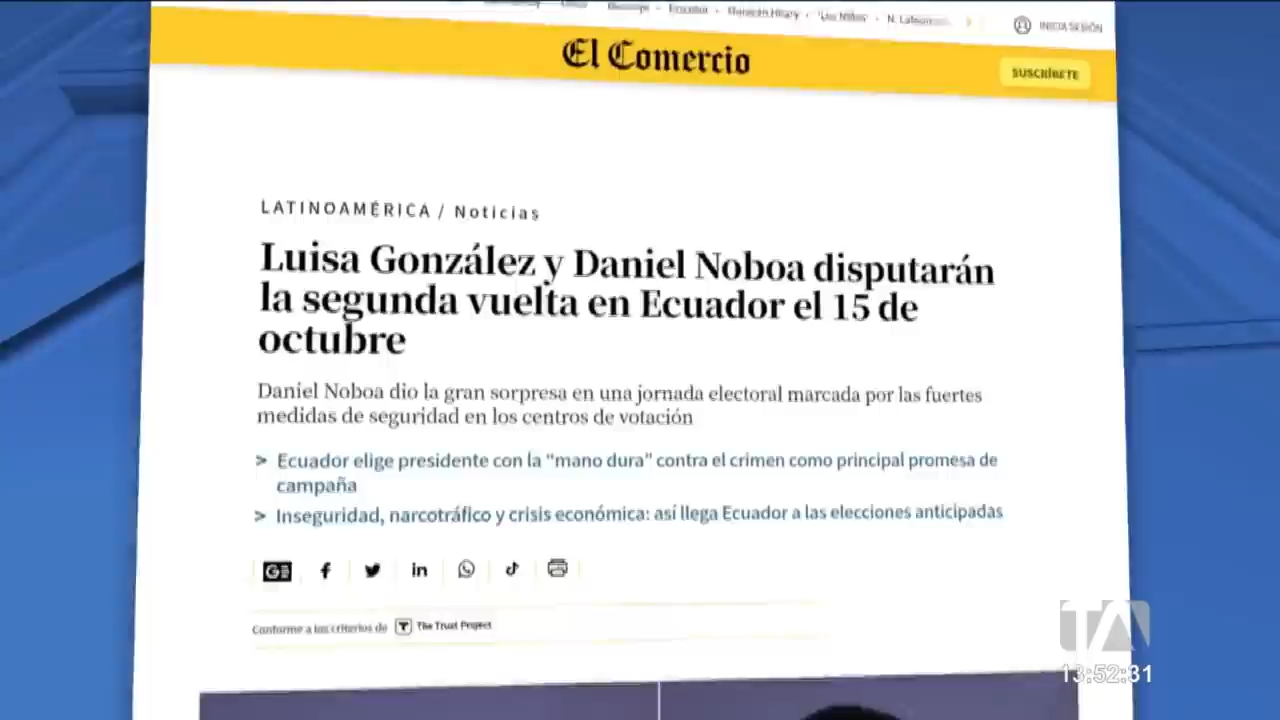 Ecuador • Huracán Hilary •
INICIA SESIÓN
El Comercio
SUSCRÍBETE
LATINOAMÉRICA / Noticias
Luisa González y Daniel Noboa disputarán
la segunda vuelta en Ecuador el 15 de
octubre
Daniel Noboa dio la gran sorpresa en una jornada electoral marcada por las fuertes
medidas de seguridad en los centros de votación
> Ecuador elige presidente con la “mano dura” contra el crimen como principal promesa de
campaña
> Inseguridad, narcotráfico y crisis económica: así llega Ecuador a las elecciones anticipadas
Conforme a los criterios de The Trust Project
TA
13:52:31